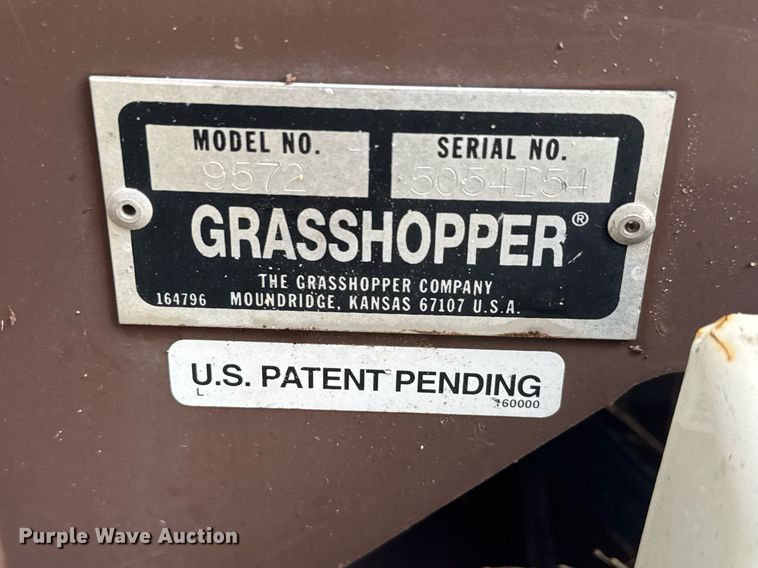 MODEL NO.
9572
SERIAL NO.
5054154
GRASSHOPPER®
THE GRASSHOPPER COMPANY
164796 MOUNDRIDGE, KANSAS 67107 U.S.A.
U.S. PATENT PENDING
L 160000
Purple Wave Auction